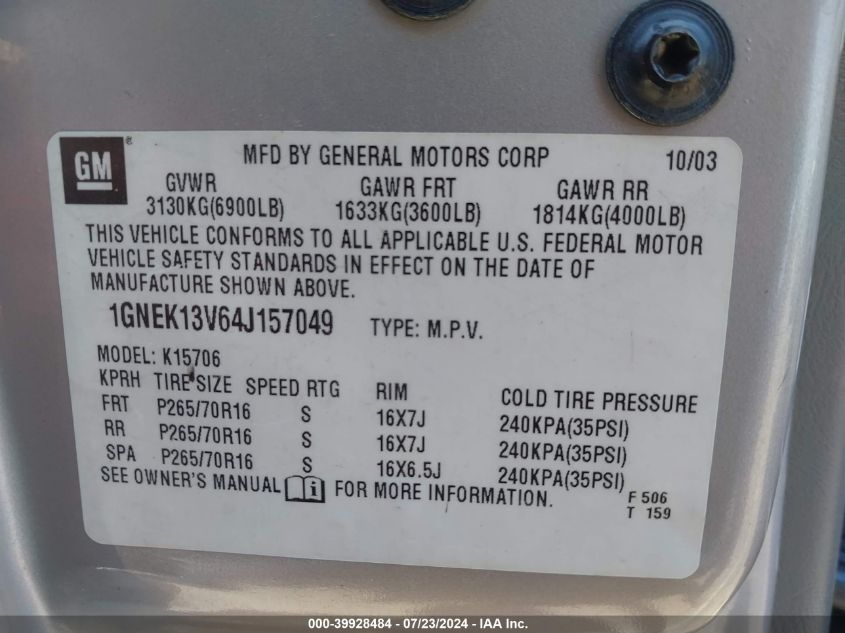 GM®
MFD BY GENERAL MOTORS CORP 10/03
GVWR GAWR FRT GAWR RR
3130KG(6900LB) 1633KG(3600LB) 1814KG(4000LB)
THIS VEHICLE CONFORMS TO ALL APPLICABLE U.S. FEDERAL MOTOR
VEHICLE SAFETY STANDARDS IN EFFECT ON THE DATE OF
MANUFACTURE SHOWN ABOVE.
1GNEK13V64J157049 TYPE: M.P.V.
MODEL: K15706
KPRH TIRE SIZE SPEED RTG RIM COLD TIRE PRESSURE
FRT P265/70R16 S 16X7J 240KPA(35PSI)
RR P265/70R16 S 16X7J 240KPA(35PSI)
SPA P265/70R16 S 16X6.5J 240KPA(35PSI)
SEE OWNER'S MANUAL i FOR MORE INFORMATION.
F 506
T 159
000-39928484 - 07/23/2024 - IAA Inc.